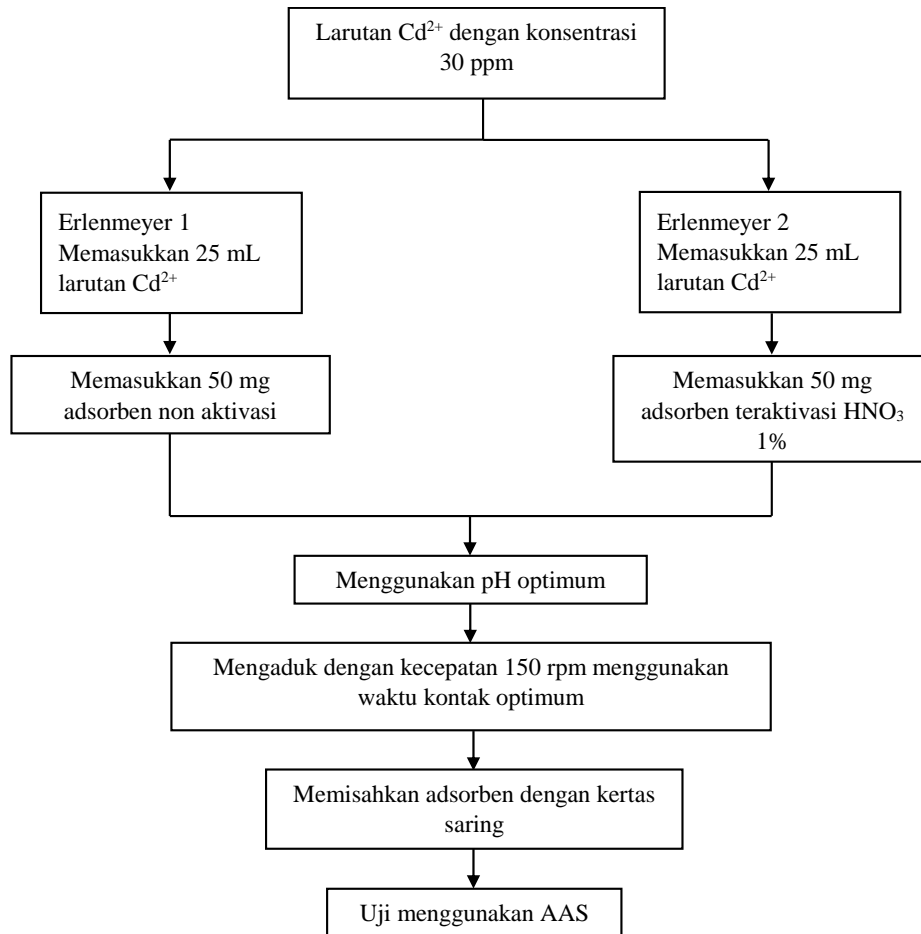 Larutan Cd²⁺ dengan konsentrasi
30 ppm
Erlenmeyer 1
Memasukkan 25 mL
larutan Cd²⁺
Erlenmeyer 2
Memasukkan 25 mL
larutan Cd²⁺
Memasukkan 50 mg
adsorben non aktivasi
Memasukkan 50 mg
adsorben teraktivasi HNO₃
1%
Menggunakan pH optimum
Mengaduk dengan kecepatan 150 rpm menggunakan
waktu kontak optimum
Memisahkan adsorben dengan kertas
saring
Uji menggunakan AAS